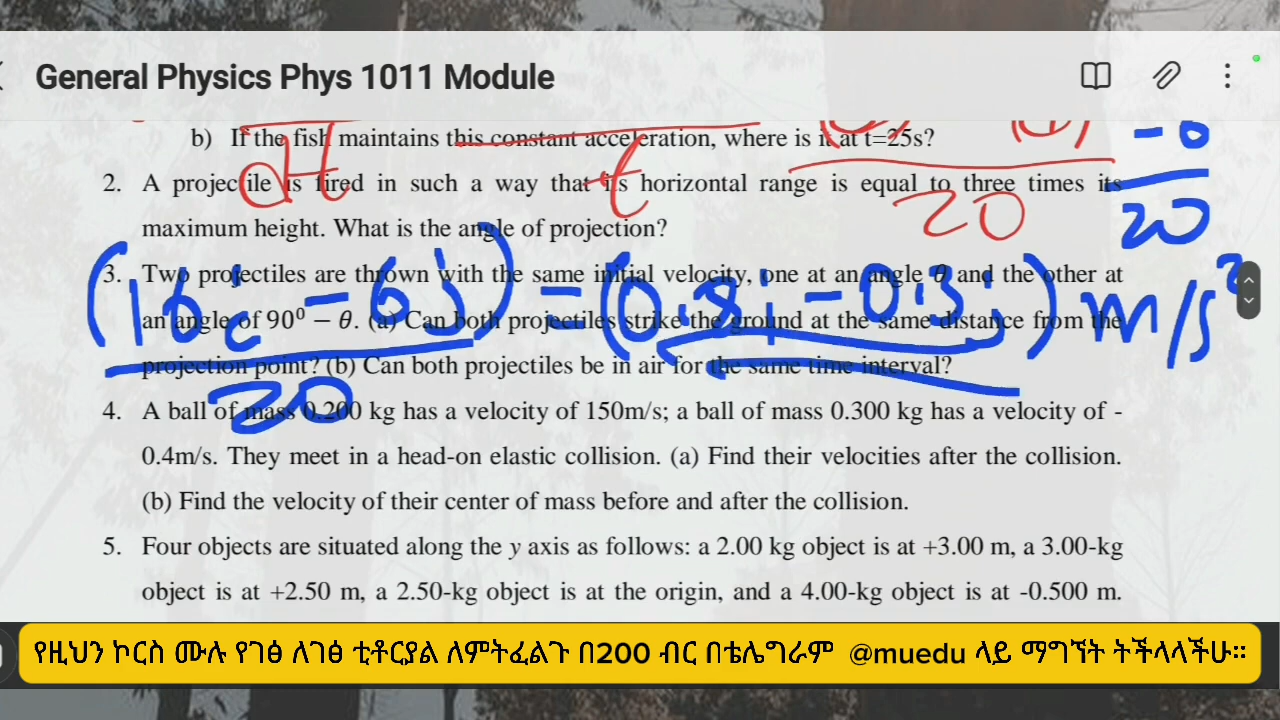 General Physics Phys 1011 Module
b) If the fish maintains this constant acceleration, where is it at t=25s?
dt t 20 -6 20
2. A projectile is fired in such a way that its horizontal range is equal to three times its
maximum height. What is the angle of projection?
(16i - 6j) = (0.8i - 0.3j) m/s²
20
3. Two projectiles are thrown with the same initial velocity, one at an angle θ and the other at
an angle of 90⁰ − θ. (a) Can both projectiles strike the ground at the same distance from the
projection point? (b) Can both projectiles be in air for the same time interval?
4. A ball of mass 0.200 kg has a velocity of 150m/s; a ball of mass 0.300 kg has a velocity of -
0.4m/s. They meet in a head-on elastic collision. (a) Find their velocities after the collision.
(b) Find the velocity of their center of mass before and after the collision.
5. Four objects are situated along the y axis as follows: a 2.00 kg object is at +3.00 m, a 3.00-kg
object is at +2.50 m, a 2.50-kg object is at the origin, and a 4.00-kg object is at -0.500 m.
የዚህን ኮርስ ሙሉ የገፅ ለገፅ ቲቶርያል ለምትፈልጉ በ200 ብር በቴሌግራም @muedu ላይ ማግኘት ትችላላችሁ።